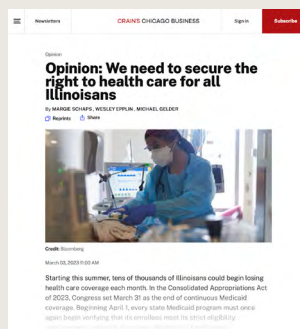 Newsletters CRAIN'S CHICAGO BUSINESS Sign In Subscribe
Opinion
Opinion: We need to secure the
right to health care for all
Illinoisans
By MARGIE SCHAPS , WESLEY EPPLIN , MICHAEL GELDER
Reprints Share
Credit: Bloomberg
March 03, 2023 11:00 AM
Starting this summer, tens of thousands of Illinoisans could begin losing
health care coverage each month. In the Consolidated Appropriations Act
of 2023, Congress set March 31 as the end of continuous Medicaid
coverage. Beginning April 1, every state Medicaid program must once
again begin verifying that its enrollees meet its strict eligibility